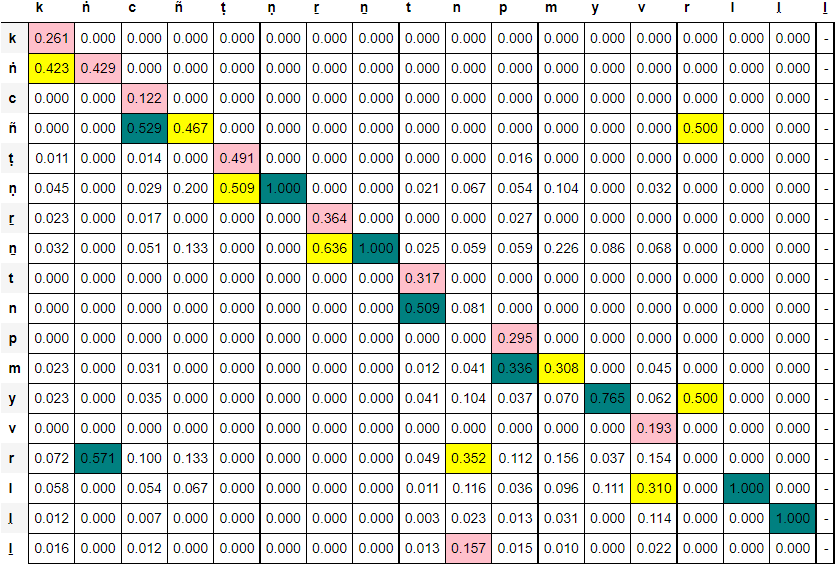 k ṅ c ñ ṭ ṇ ṟ ṉ t n p m y v r l ḷ ḻ
k 0.261 0.000 0.000 0.000 0.000 0.000 0.000 0.000 0.000 0.000 0.000 0.000 0.000 0.000 0.000 0.000 0.000 -
ṅ 0.423 0.429 0.000 0.000 0.000 0.000 0.000 0.000 0.000 0.000 0.000 0.000 0.000 0.000 0.000 0.000 0.000 -
c 0.000 0.000 0.122 0.000 0.000 0.000 0.000 0.000 0.000 0.000 0.000 0.000 0.000 0.000 0.000 0.000 0.000 -
ñ 0.000 0.000 0.529 0.467 0.000 0.000 0.000 0.000 0.000 0.000 0.000 0.000 0.000 0.000 0.500 0.000 0.000 -
ṭ 0.011 0.000 0.014 0.000 0.491 0.000 0.000 0.000 0.000 0.000 0.016 0.000 0.000 0.000 0.000 0.000 0.000 -
ṇ 0.045 0.000 0.029 0.200 0.509 1.000 0.000 0.000 0.021 0.067 0.054 0.104 0.000 0.032 0.000 0.000 0.000 -
ṟ 0.023 0.000 0.017 0.000 0.000 0.000 0.364 0.000 0.000 0.000 0.027 0.000 0.000 0.000 0.000 0.000 0.000 -
ṉ 0.032 0.000 0.051 0.133 0.000 0.000 0.636 1.000 0.025 0.059 0.059 0.226 0.086 0.068 0.000 0.000 0.000 -
t 0.000 0.000 0.000 0.000 0.000 0.000 0.000 0.000 0.317 0.000 0.000 0.000 0.000 0.000 0.000 0.000 0.000 -
n 0.000 0.000 0.000 0.000 0.000 0.000 0.000 0.000 0.509 0.081 0.000 0.000 0.000 0.000 0.000 0.000 0.000 -
p 0.000 0.000 0.000 0.000 0.000 0.000 0.000 0.000 0.000 0.000 0.295 0.000 0.000 0.000 0.000 0.000 0.000 -
m 0.023 0.000 0.031 0.000 0.000 0.000 0.000 0.000 0.012 0.041 0.336 0.308 0.000 0.045 0.000 0.000 0.000 -
y 0.023 0.000 0.035 0.000 0.000 0.000 0.000 0.000 0.041 0.104 0.037 0.070 0.765 0.062 0.500 0.000 0.000 -
v 0.000 0.000 0.000 0.000 0.000 0.000 0.000 0.000 0.000 0.000 0.000 0.000 0.000 0.193 0.000 0.000 0.000 -
r 0.072 0.571 0.100 0.133 0.000 0.000 0.000 0.000 0.049 0.352 0.112 0.156 0.037 0.154 0.000 0.000 0.000 -
l 0.058 0.000 0.054 0.067 0.000 0.000 0.000 0.000 0.011 0.116 0.036 0.096 0.111 0.310 0.000 1.000 0.000 -
ḷ 0.012 0.000 0.007 0.000 0.000 0.000 0.000 0.000 0.003 0.023 0.013 0.031 0.000 0.114 0.000 0.000 1.000 -
ḻ 0.016 0.000 0.012 0.000 0.000 0.000 0.000 0.000 0.013 0.157 0.015 0.010 0.000 0.022 0.000 0.000 0.000 -